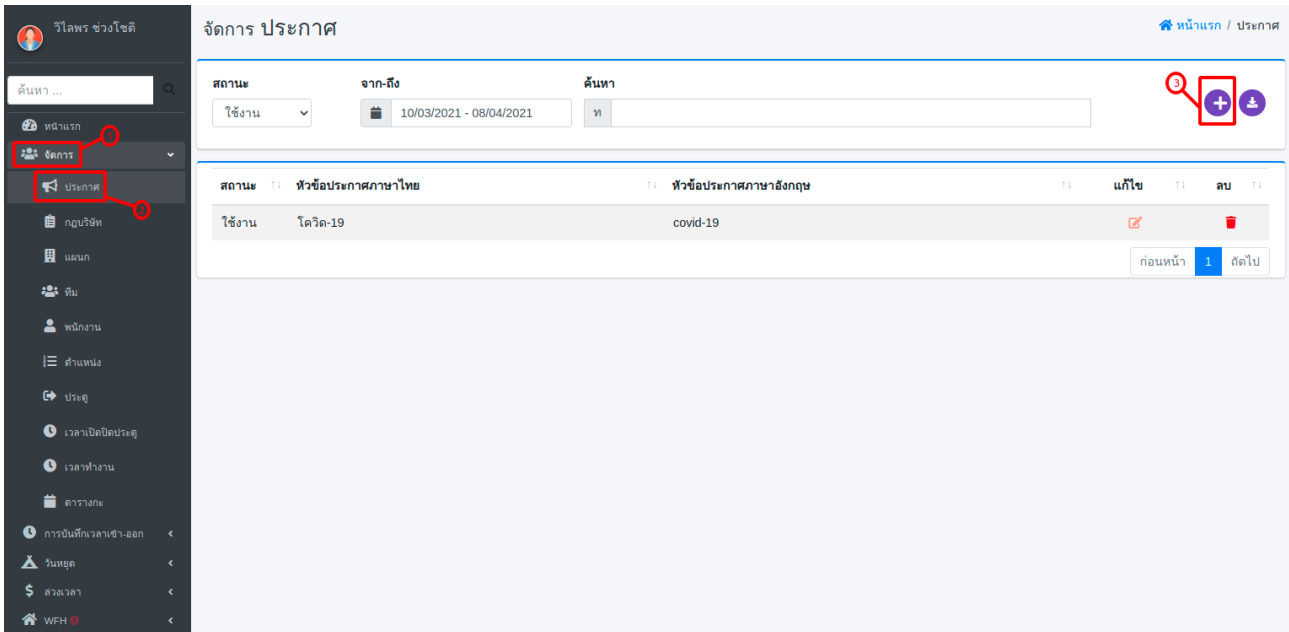 วิไลพร ช่วงโชติ
ค้นหา ...
หน้าแรก
จัดการ
ประกาศ
กฎบริษัท
แผนก
ทีม
พนักงาน
ตำแหน่ง
ประตู
เวลาเปิดปิดประตู
เวลาทำงาน
ตารางกะ
การบันทึกเวลาเข้า-ออก
วันหยุด
ล่วงเวลา
WFH
1
2
จัดการ ประกาศ
หน้าแรก / ประกาศ
สถานะ จาก-ถึง ค้นหา
ใช้งาน 10/03/2021 - 08/04/2021 ท
3
สถานะ หัวข้อประกาศภาษาไทย หัวข้อประกาศภาษาอังกฤษ แก้ไข ลบ
ใช้งาน โควิด-19 covid-19
ก่อนหน้า 1 ถัดไป